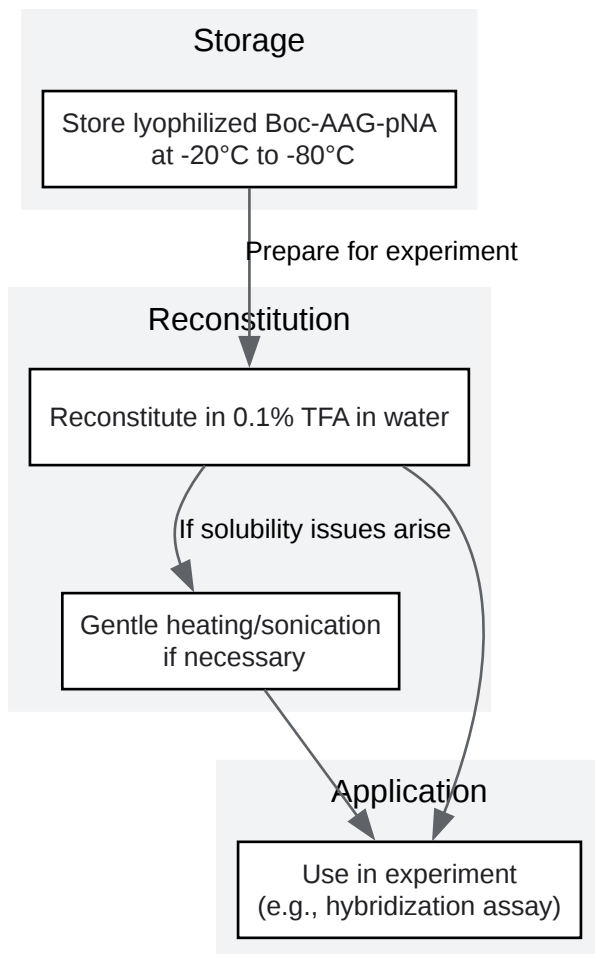 Storage
Store lyophilized Boc-AAG-pNA
at -20°C to -80°C
Prepare for experiment
Reconstitution
Reconstitute in 0.1% TFA in water
If solubility issues arise
Gentle heating/sonication
if necessary
Application
Use in experiment
(e.g., hybridization assay)